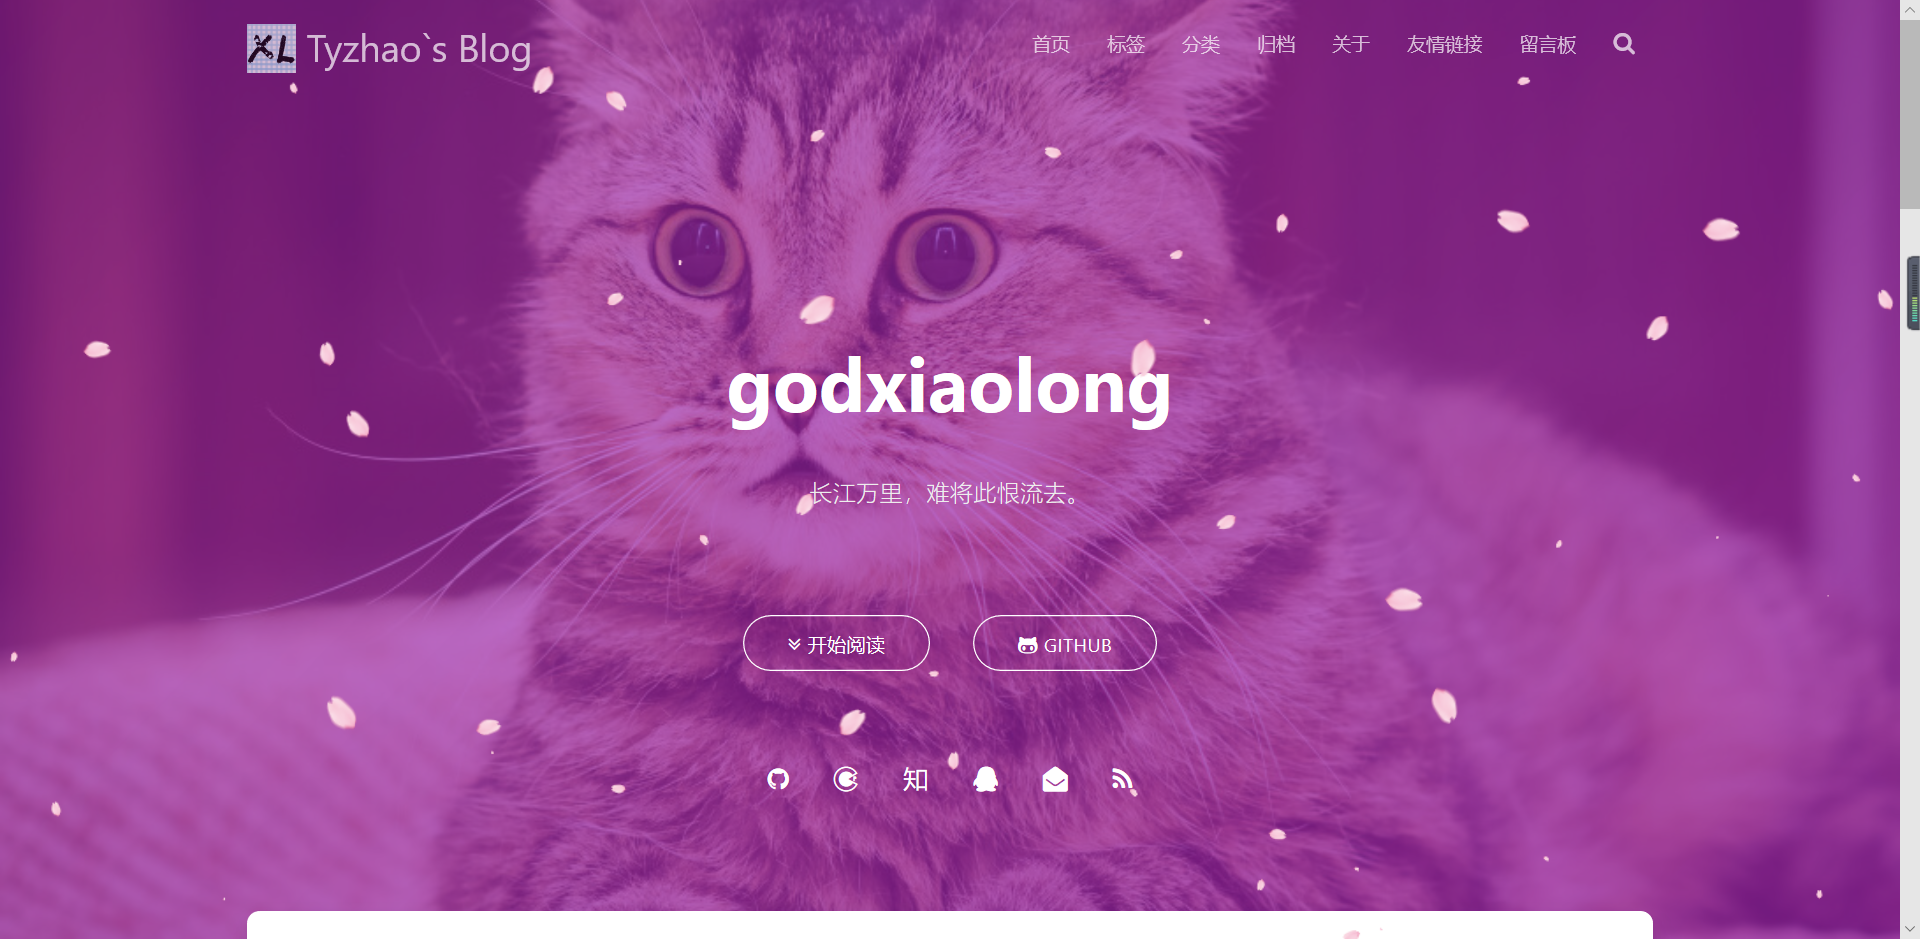 XL Tyzhao`s Blog
首页 标签 分类 归档 关于 友情链接 留言板
godxiaolong
长江万里，难将此恨流去。
开始阅读 GITHUB
知